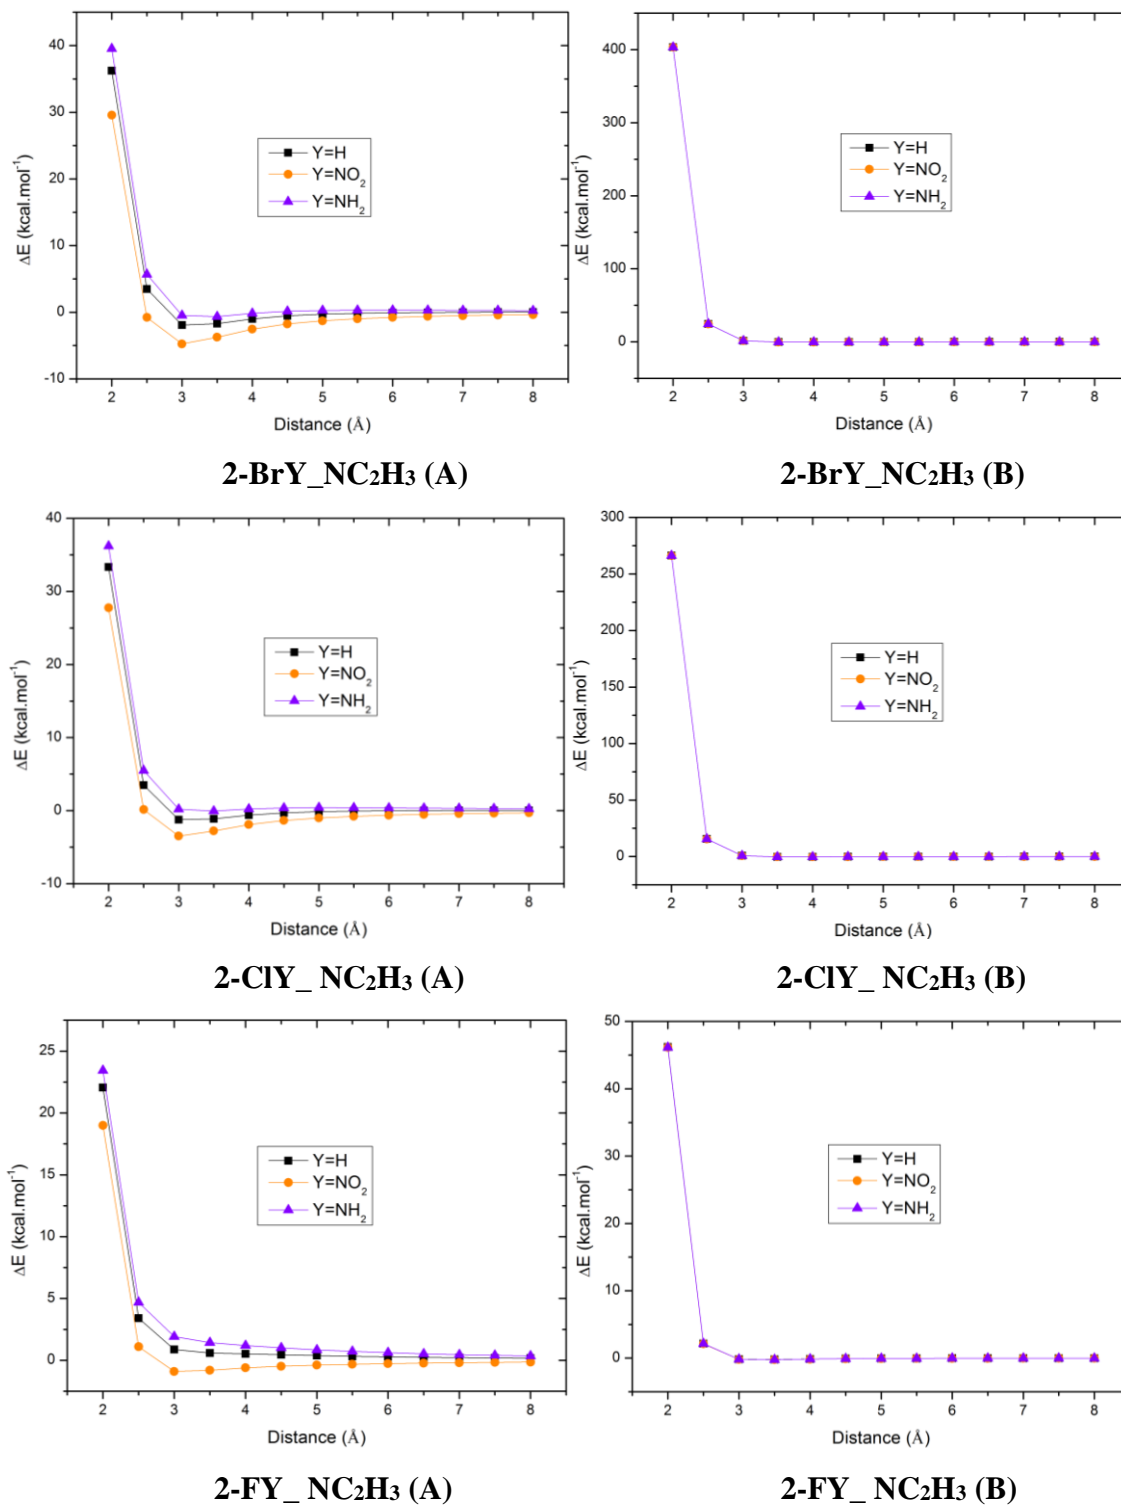 40
30
20
10
0
-10
ΔE (kcal.mol⁻¹)
Y=H
Y=NO₂
Y=NH₂
2 3 4 5 6 7 8
Distance (Å)
2-BrY_NC₂H₃ (A)
400
300
200
100
0
ΔE (kcal.mol⁻¹)
Y=H
Y=NO₂
Y=NH₂
2 3 4 5 6 7 8
Distance (Å)
2-BrY_NC₂H₃ (B)
40
30
20
10
0
-10
ΔE (kcal.mol⁻¹)
Y=H
Y=NO₂
Y=NH₂
2 3 4 5 6 7 8
Distance (Å)
2-ClY_ NC₂H₃ (A)
300
250
200
150
100
50
0
ΔE (kcal.mol⁻¹)
Y=H
Y=NO₂
Y=NH₂
2 3 4 5 6 7 8
Distance (Å)
2-ClY_ NC₂H₃ (B)
25
20
15
10
5
0
ΔE (kcal.mol⁻¹)
Y=H
Y=NO₂
Y=NH₂
2 3 4 5 6 7 8
Distance (Å)
2-FY_ NC₂H₃ (A)
50
40
30
20
10
0
ΔE (kcal.mol⁻¹)
Y=H
Y=NO₂
Y=NH₂
2 3 4 5 6 7 8
Distance (Å)
2-FY_ NC₂H₃ (B)